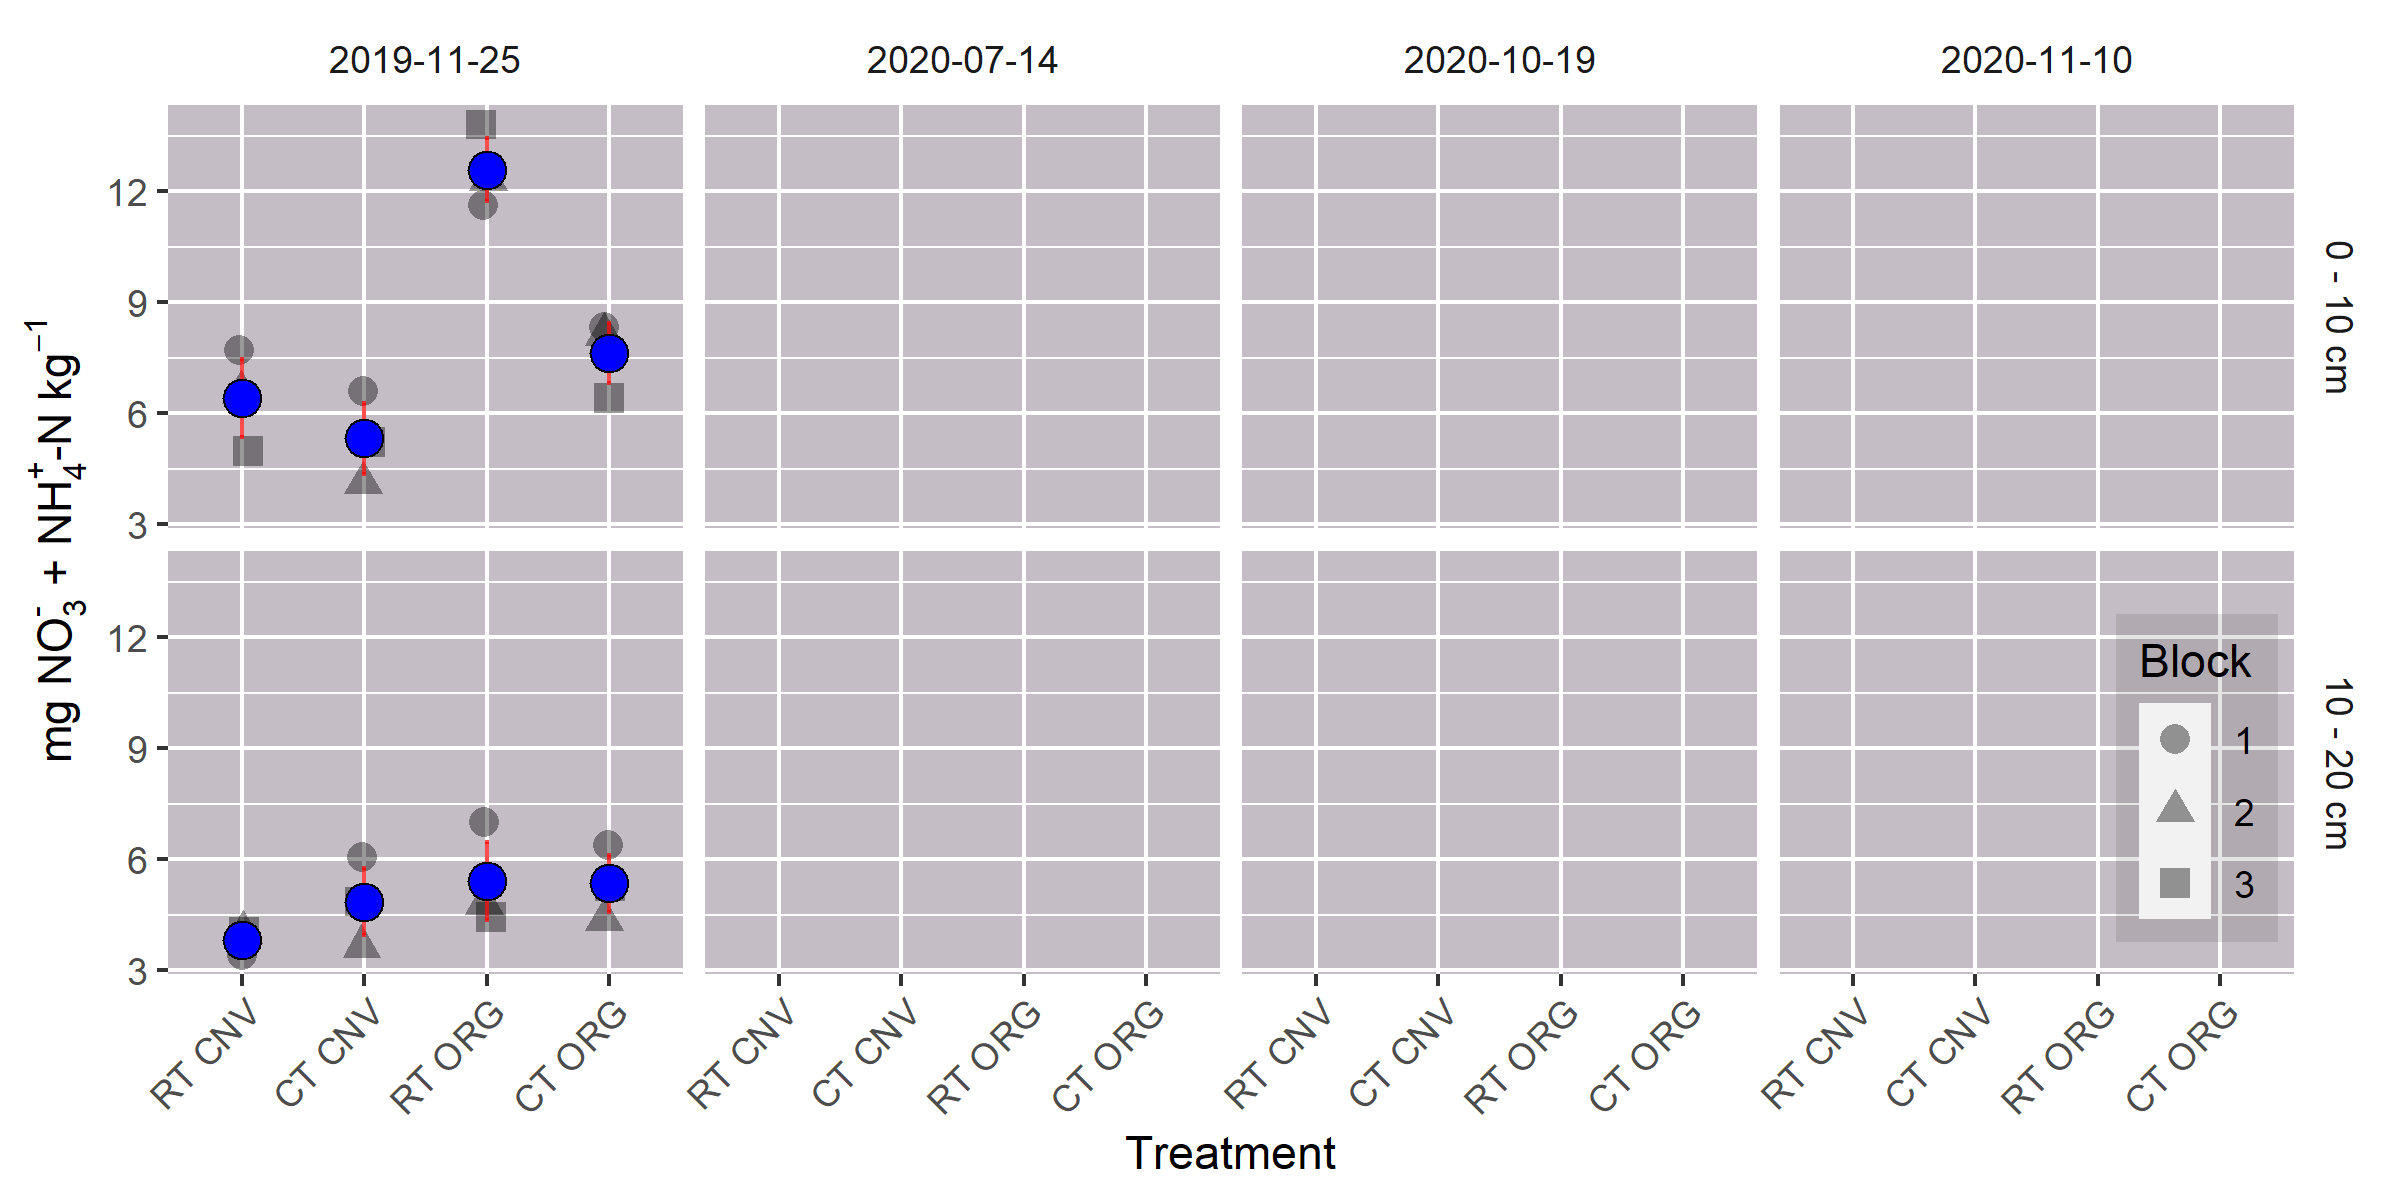 2019-11-25 2020-07-14 2020-10-19 2020-11-10
mg NO₃⁻ + NH₄⁺-N kg⁻¹
12
9
6
3
0 - 10 cm
12
9
6
3
10 - 20 cm
Block
1
2
3
RT CNV CT CNV RT ORG CT ORG RT CNV CT CNV RT ORG CT ORG RT CNV CT CNV RT ORG CT ORG RT CNV CT CNV RT ORG CT ORG
Treatment